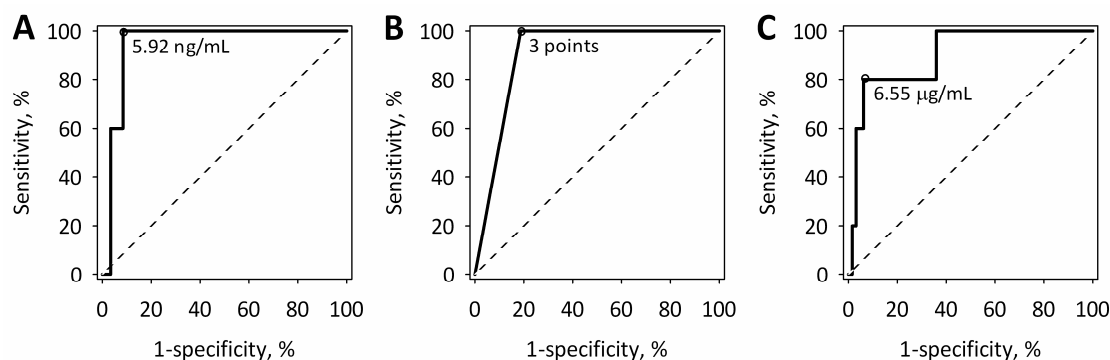 A
100
80
60
40
20
0
Sensitivity, %
5.92 ng/mL
0 20 40 60 80 100
1-specificity, %
B
100
80
60
40
20
0
Sensitivity, %
3 points
0 20 40 60 80 100
1-specificity, %
C
100
80
60
40
20
0
Sensitivity, %
6.55 μg/mL
0 20 40 60 80 100
1-specificity, %